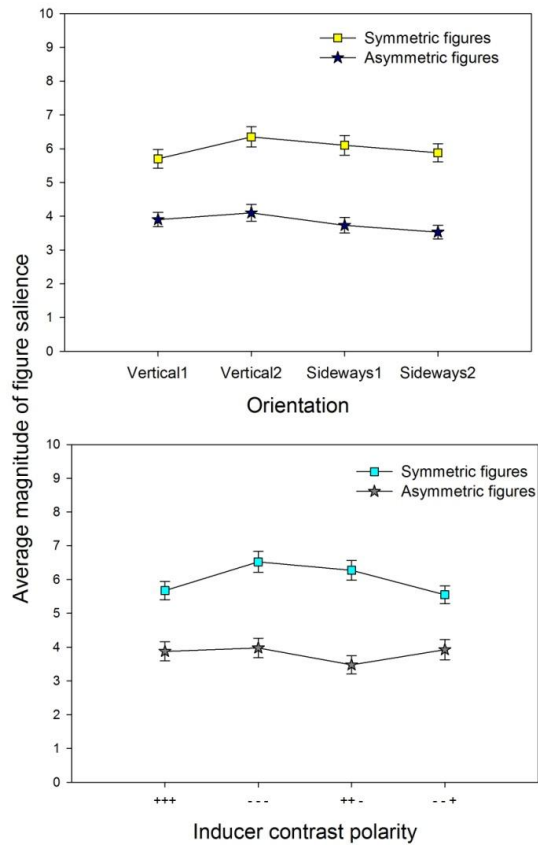 Average magnitude of figure salience
10
9
8
7
6
5
4
3
2
1
0
Symmetric figures
Asymmetric figures
Vertical1 Vertical2 Sideways1 Sideways2
Orientation
10
9
8
7
6
5
4
3
2
1
0
Symmetric figures
Asymmetric figures
+++ - - - ++ - - - +
Inducer contrast polarity